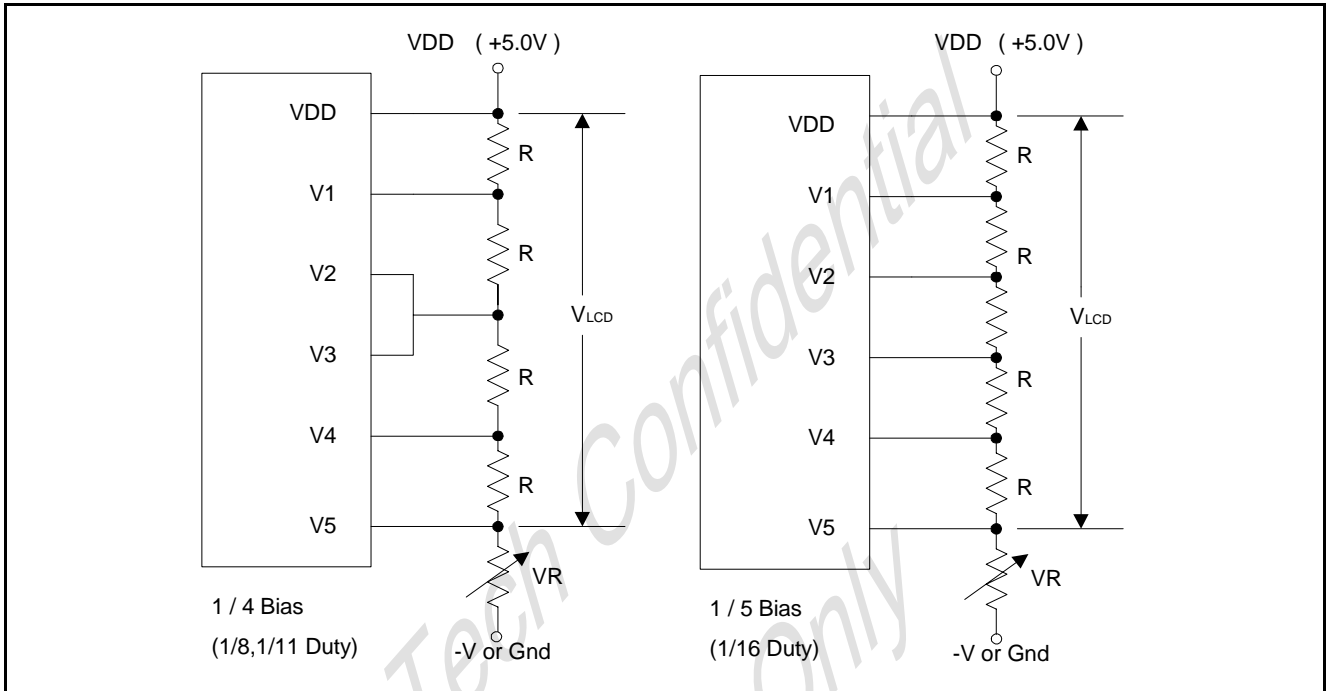 VDD ( +5.0V )
VDD
R
V1
R
V2
V3
VLCD
R
V4
R
V5
VR
1 / 4 Bias
(1/8,1/11 Duty)
-V or Gnd
VDD ( +5.0V )
VDD
R
V1
R
V2
VLCD
V3
R
V4
R
V5
VR
1 / 5 Bias
(1/16 Duty)
-V or Gnd
Tech Confidential
Only